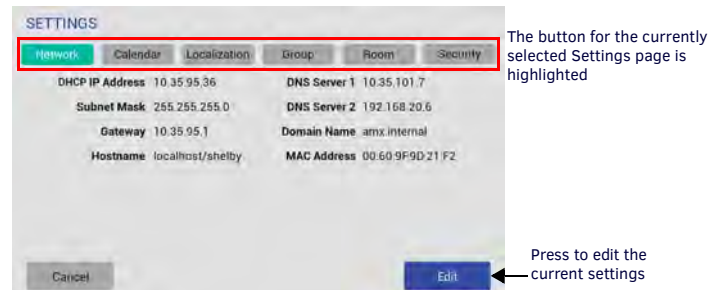 SETTINGS
Network Calendar Localization Group Room Security
The button for the currently
selected Settings page is
highlighted
DHCP IP Address 10.35.95.36 DNS Server 1 10.35.101.7
Subnet Mask 255.255.255.0 DNS Server 2 192.168.20.6
Gateway 10.35.95.1 Domain Name amx.internal
Hostname localhost/shelby MAC Address 00:60:9F:9D:21:F2
Cancel Edit
Press to edit the
current settings